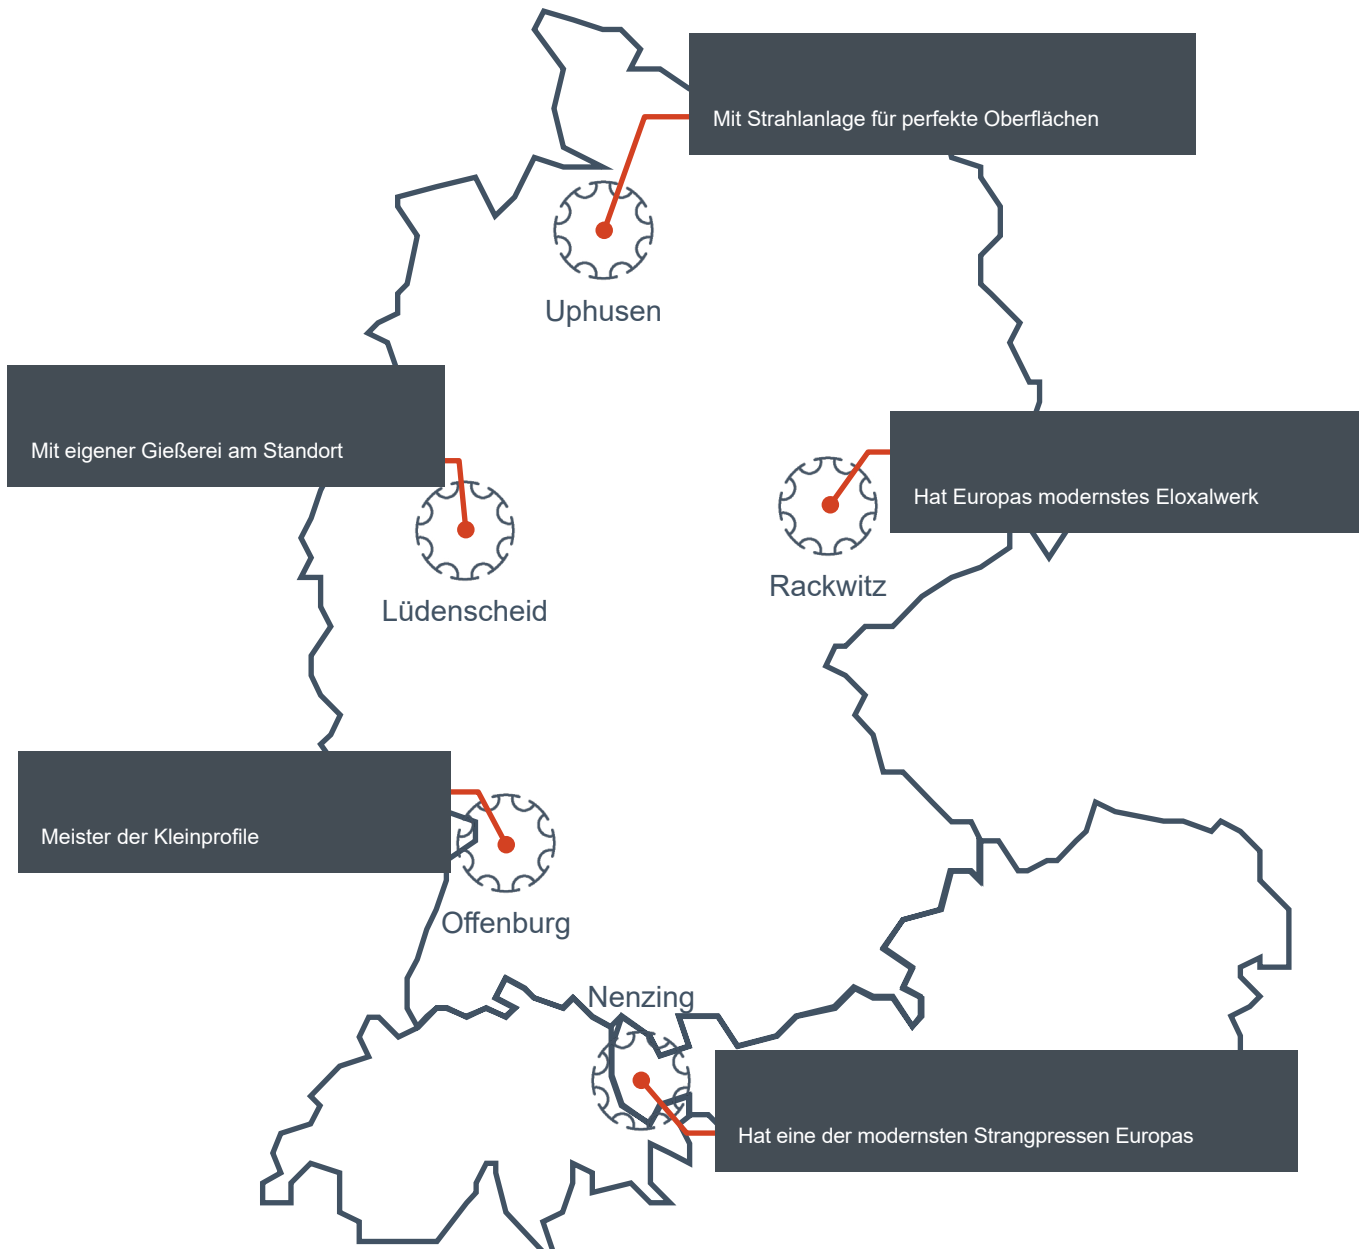 Mit Strahlanlage für perfekte Oberflächen
Uphusen
Mit eigener Gießerei am Standort
Hat Europas modernstes Eloxalwerk
Rackwitz
Lüdenscheid
Meister der Kleinprofile
Offenburg
Nenzing
Hat eine der modernsten Strangpressen Europas